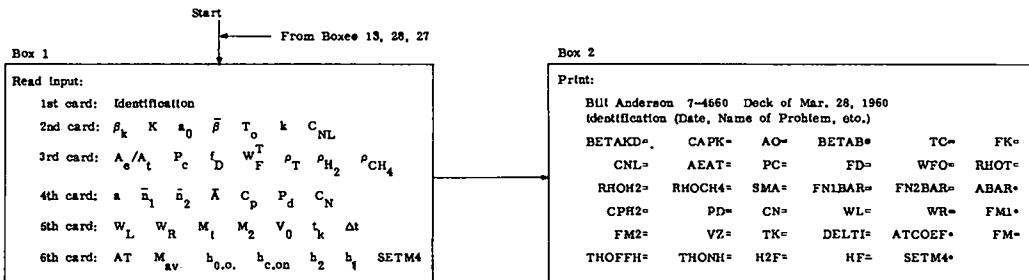 Start
From Boxes 13, 28, 27
Box 1
Read Input:
1st card: Identification
2nd card: β_k K a_0 β̄ T_o k C_NL
3rd card: A_e/A_t P_c f_D W_F^T ρ_T ρ_H_2 ρ_CH_4
4th card: a n̄_1 n̄_2 Ā C_p P_d C_N
5th card: W_L W_R M_t M_2 V_0 t_k Δt
6th card: AT M_av h_o.o. h_c.on h_2 h_f SETM4
Box 2
Print:
Bill Anderson 7-4660 Deck of Mar. 28, 1960
Identification (Date, Name of Problem, etc.)
BETAKD= CAPK= AO= BETAB= TC= FK=
CNL= AEAT= PC= FD= WFO= RHOT=
RHOH2= RHOCH4= SMA= FN1BAR= FN2BAR= ABAR=
CPH2= PD= CN= WL= WR= FM1=
FM2= VZ= TK= DELTI= ATCOEF= FM=
THOFFH= THONH= H2F= HF= SETM4=